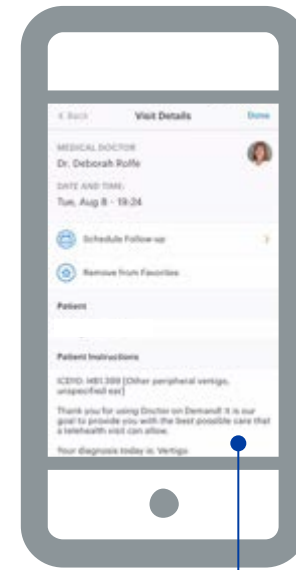 Back Visit Details Done
MEDICAL DOCTOR
Dr. Deborah Rolfe
DATE AND TIME:
Tue, Aug 8 - 19:24
Schedule Follow-up
Remove from Favorites
Patient
Patient Instructions
[Other peripheral vertigo,
unspecified ear]
Thank you for using Doctor on Demand! It is our
goal to provide you with the best possible care that
a telehealth visit can allow.
Your diagnosis today is: Vertigo